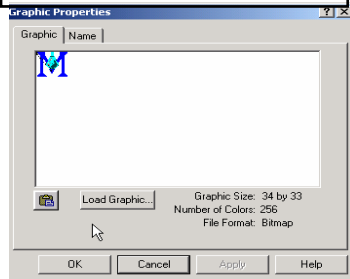 Graphic Properties
Graphic Name
M
Load Graphic...
Graphic Size: 34 by 33
Number of Colors: 256
File Format: Bitmap
OK Cancel Apply Help